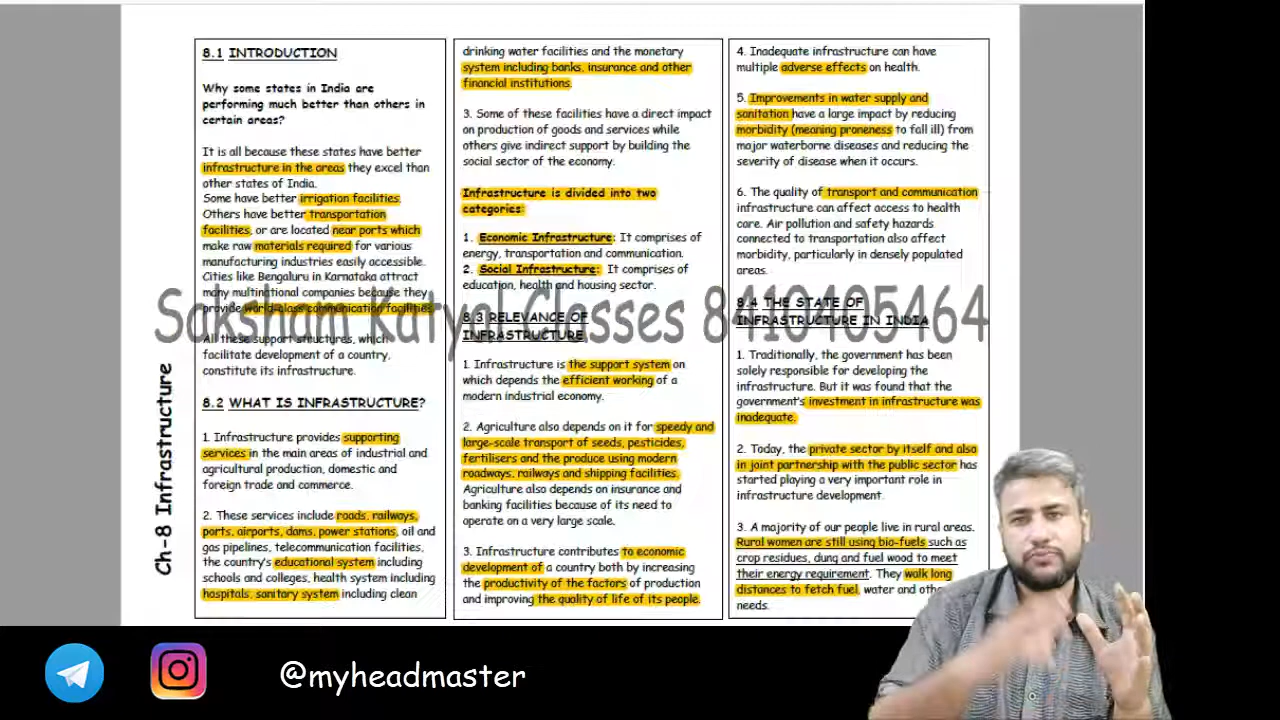 Ch-8 Infrastructure
8.1 INTRODUCTION
Why some states in India are
performing much better than others in
certain areas?
It is all because these states have better
infrastructure in the areas they excel than
other states of India.
Some have better irrigation facilities.
Others have better transportation
facilities, or are located near ports which
make raw materials required for various
manufacturing industries easily accessible.
Cities like Bengaluru in Karnataka attract
many multinational companies because they
provide world-class communication facilities.
All these support structures, which
facilitate development of a country,
constitute its infrastructure.
8.2 WHAT IS INFRASTRUCTURE?
1. Infrastructure provides supporting
services in the main areas of industrial and
agricultural production, domestic and
foreign trade and commerce.
2. These services include roads, railways,
ports, airports, dams, power stations, oil and
gas pipelines, telecommunication facilities,
the country's educational system including
schools and colleges, health system including
hospitals, sanitary system including clean
drinking water facilities and the monetary
system including banks, insurance and other
financial institutions.
3. Some of these facilities have a direct impact
on production of goods and services while
others give indirect support by building the
social sector of the economy.
Infrastructure is divided into two
categories:
1. Economic Infrastructure: It comprises of
energy, transportation and communication.
2. Social Infrastructure: It comprises of
education, health and housing sector.
8.3 RELEVANCE OF
INFRASTRUCTURE
1. Infrastructure is the support system on
which depends the efficient working of a
modern industrial economy.
2. Agriculture also depends on it for speedy and
large-scale transport of seeds, pesticides,
fertilisers and the produce using modern
roadways, railways and shipping facilities.
Agriculture also depends on insurance and
banking facilities because of its need to
operate on a very large scale.
3. Infrastructure contributes to economic
development of a country both by increasing
the productivity of the factors of production
and improving the quality of life of its people.
4. Inadequate infrastructure can have
multiple adverse effects on health.
5. Improvements in water supply and
sanitation have a large impact by reducing
morbidity (meaning proneness to fall ill) from
major waterborne diseases and reducing the
severity of disease when it occurs.
6. The quality of transport and communication
infrastructure can affect access to health
care. Air pollution and safety hazards
connected to transportation also affect
morbidity, particularly in densely populated
areas.
8.4 THE STATE OF
INFRASTRUCTURE IN INDIA
1. Traditionally, the government has been
solely responsible for developing the
infrastructure. But it was found that the
government's investment in infrastructure was
inadequate.
2. Today, the private sector by itself and also
in joint partnership with the public sector has
started playing a very important role in
infrastructure development.
3. A majority of our people live in rural areas.
Rural women are still using bio-fuels such as
crop residues, dung and fuel wood to meet
their energy requirement. They walk long
distances to fetch fuel, water and
needs.
Saksham Katyal Classes 8410405464
@myheadmaster